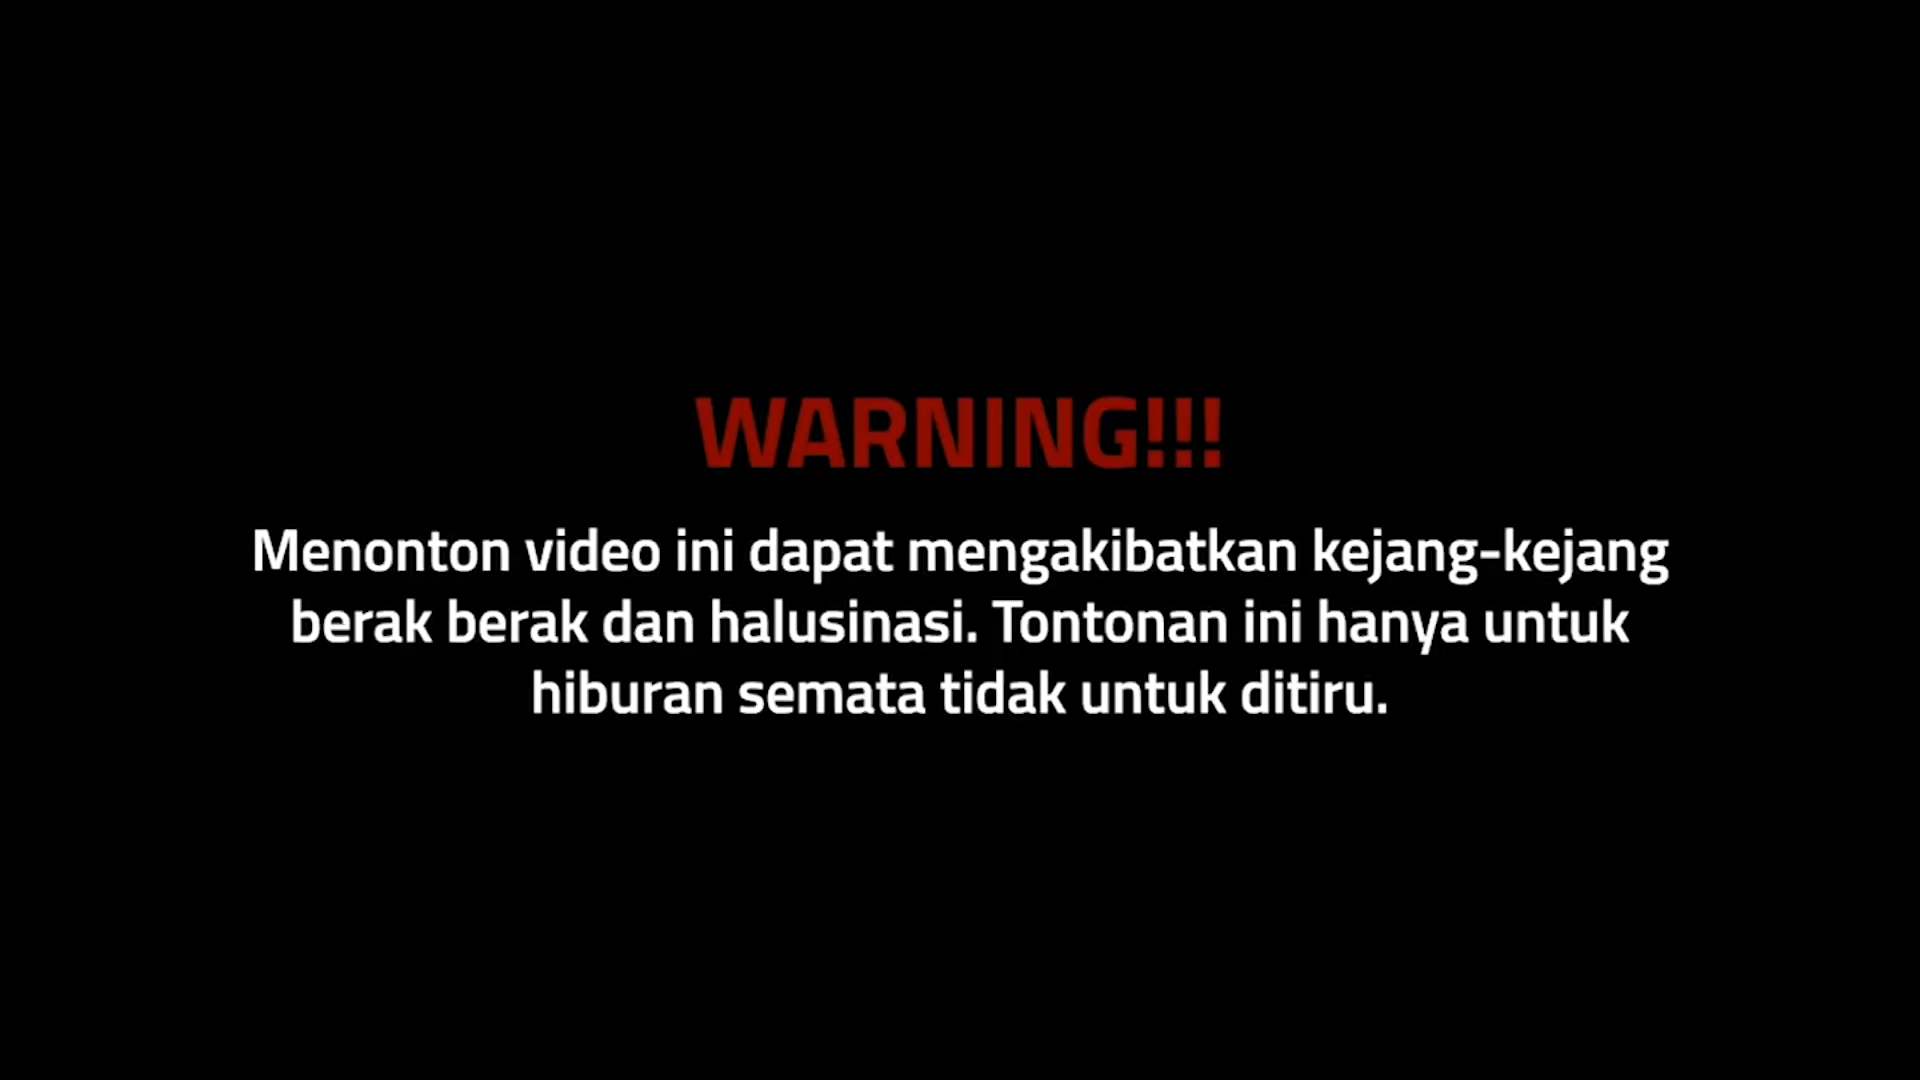 WARNING!!!
Menonton video ini dapat mengakibatkan kejang-kejang
berak berak dan halusinasi. Tontonan ini hanya untuk
hiburan semata tidak untuk ditiru.